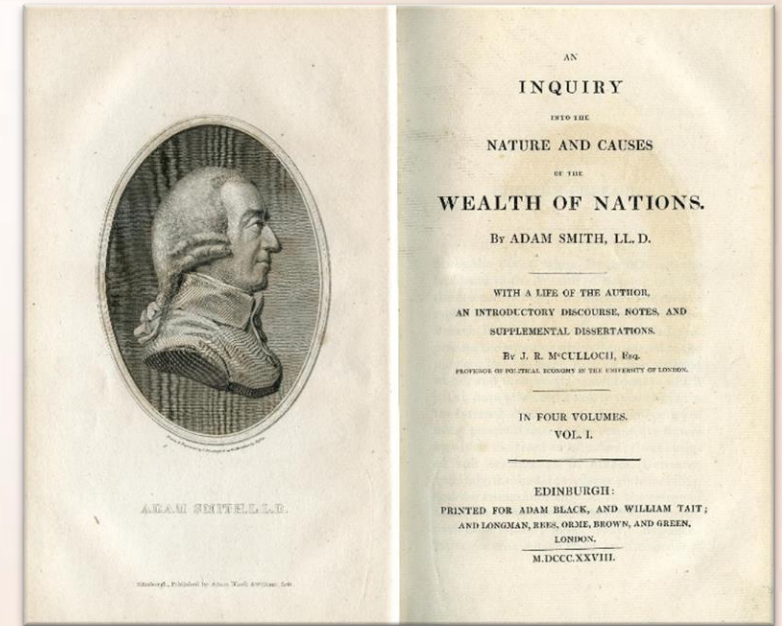 ADAM SMITH, LL.D.
Edinburgh, Published by
AN
INQUIRY
INTO THE
NATURE AND CAUSES
OF THE
WEALTH OF NATIONS.
By ADAM SMITH, LL. D.
WITH A LIFE OF THE AUTHOR,
AN INTRODUCTORY DISCOURSE, NOTES, AND
SUPPLEMENTAL DISSERTATIONS.
By J. R. MᶜCULLOCH, Esq.
PROFESSOR OF POLITICAL ECONOMY IN THE UNIVERSITY OF LONDON.
IN FOUR VOLUMES.
VOL. I.
EDINBURGH:
PRINTED FOR ADAM BLACK, AND WILLIAM TAIT;
AND LONGMAN, REES, ORME, BROWN, AND GREEN,
LONDON.
M.DCCC.XXVIII.